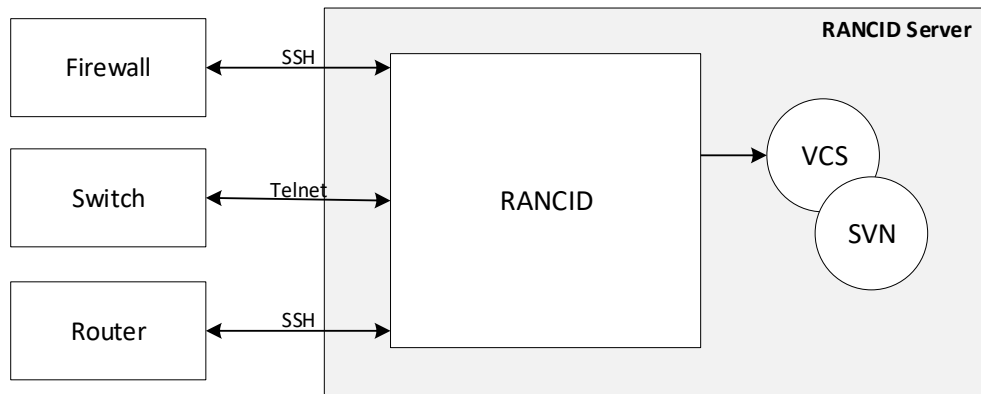 RANCID Server
Firewall
SSH
VCS
Switch
Telnet
RANCID
SVN
Router
SSH